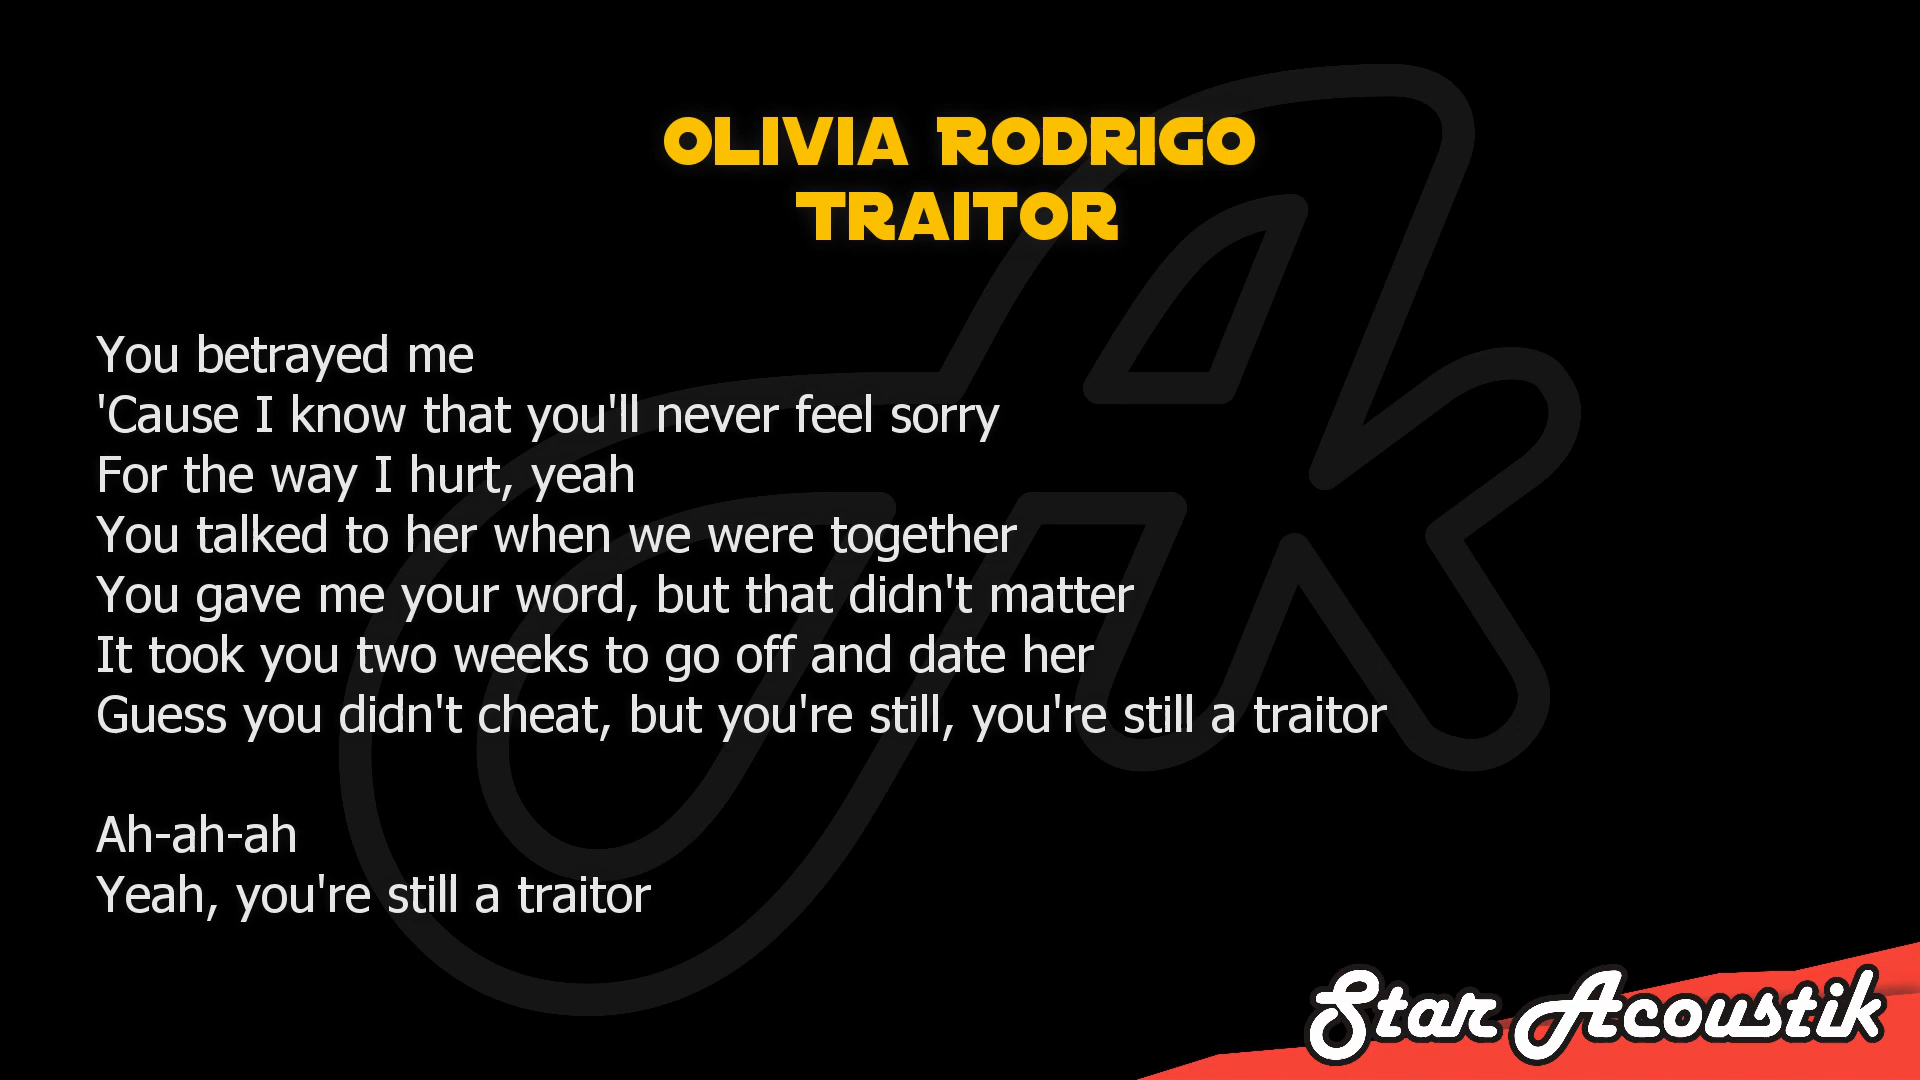 OLIVIA RODRIGO
TRAITOR
You betrayed me
'Cause I know that you'll never feel sorry
For the way I hurt, yeah
You talked to her when we were together
You gave me your word, but that didn't matter
It took you two weeks to go off and date her
Guess you didn't cheat, but you're still, you're still a traitor
Ah-ah-ah
Yeah, you're still a traitor
Star Acoustik